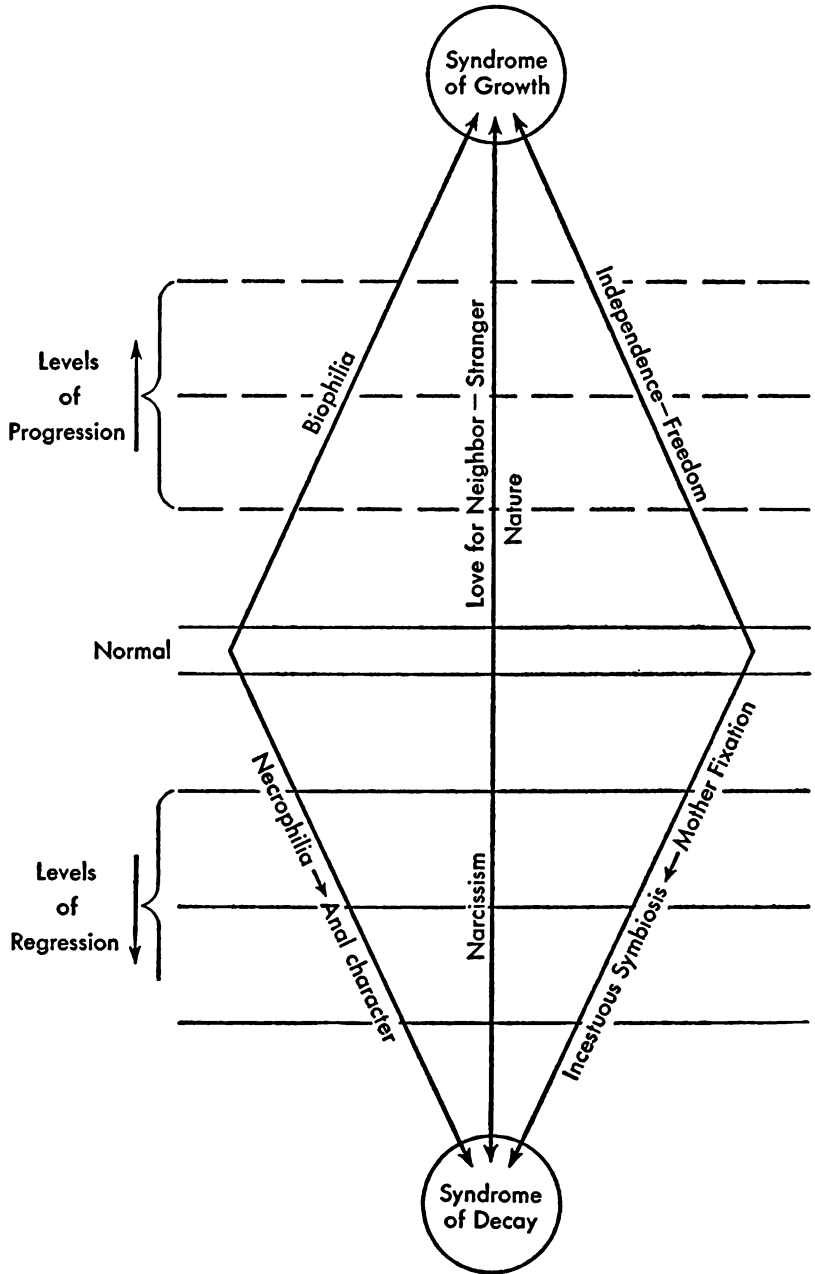 Syndrome
of Growth
Independence—Freedom
Love for Neighbor — Stranger
Nature
Biophilia
Levels
of
Progression
Normal
Mother Fixation
Necrophilia → Anal character
Narcissism
Incestuous Symbiosis
Levels
of
Regression
Syndrome
of Decay